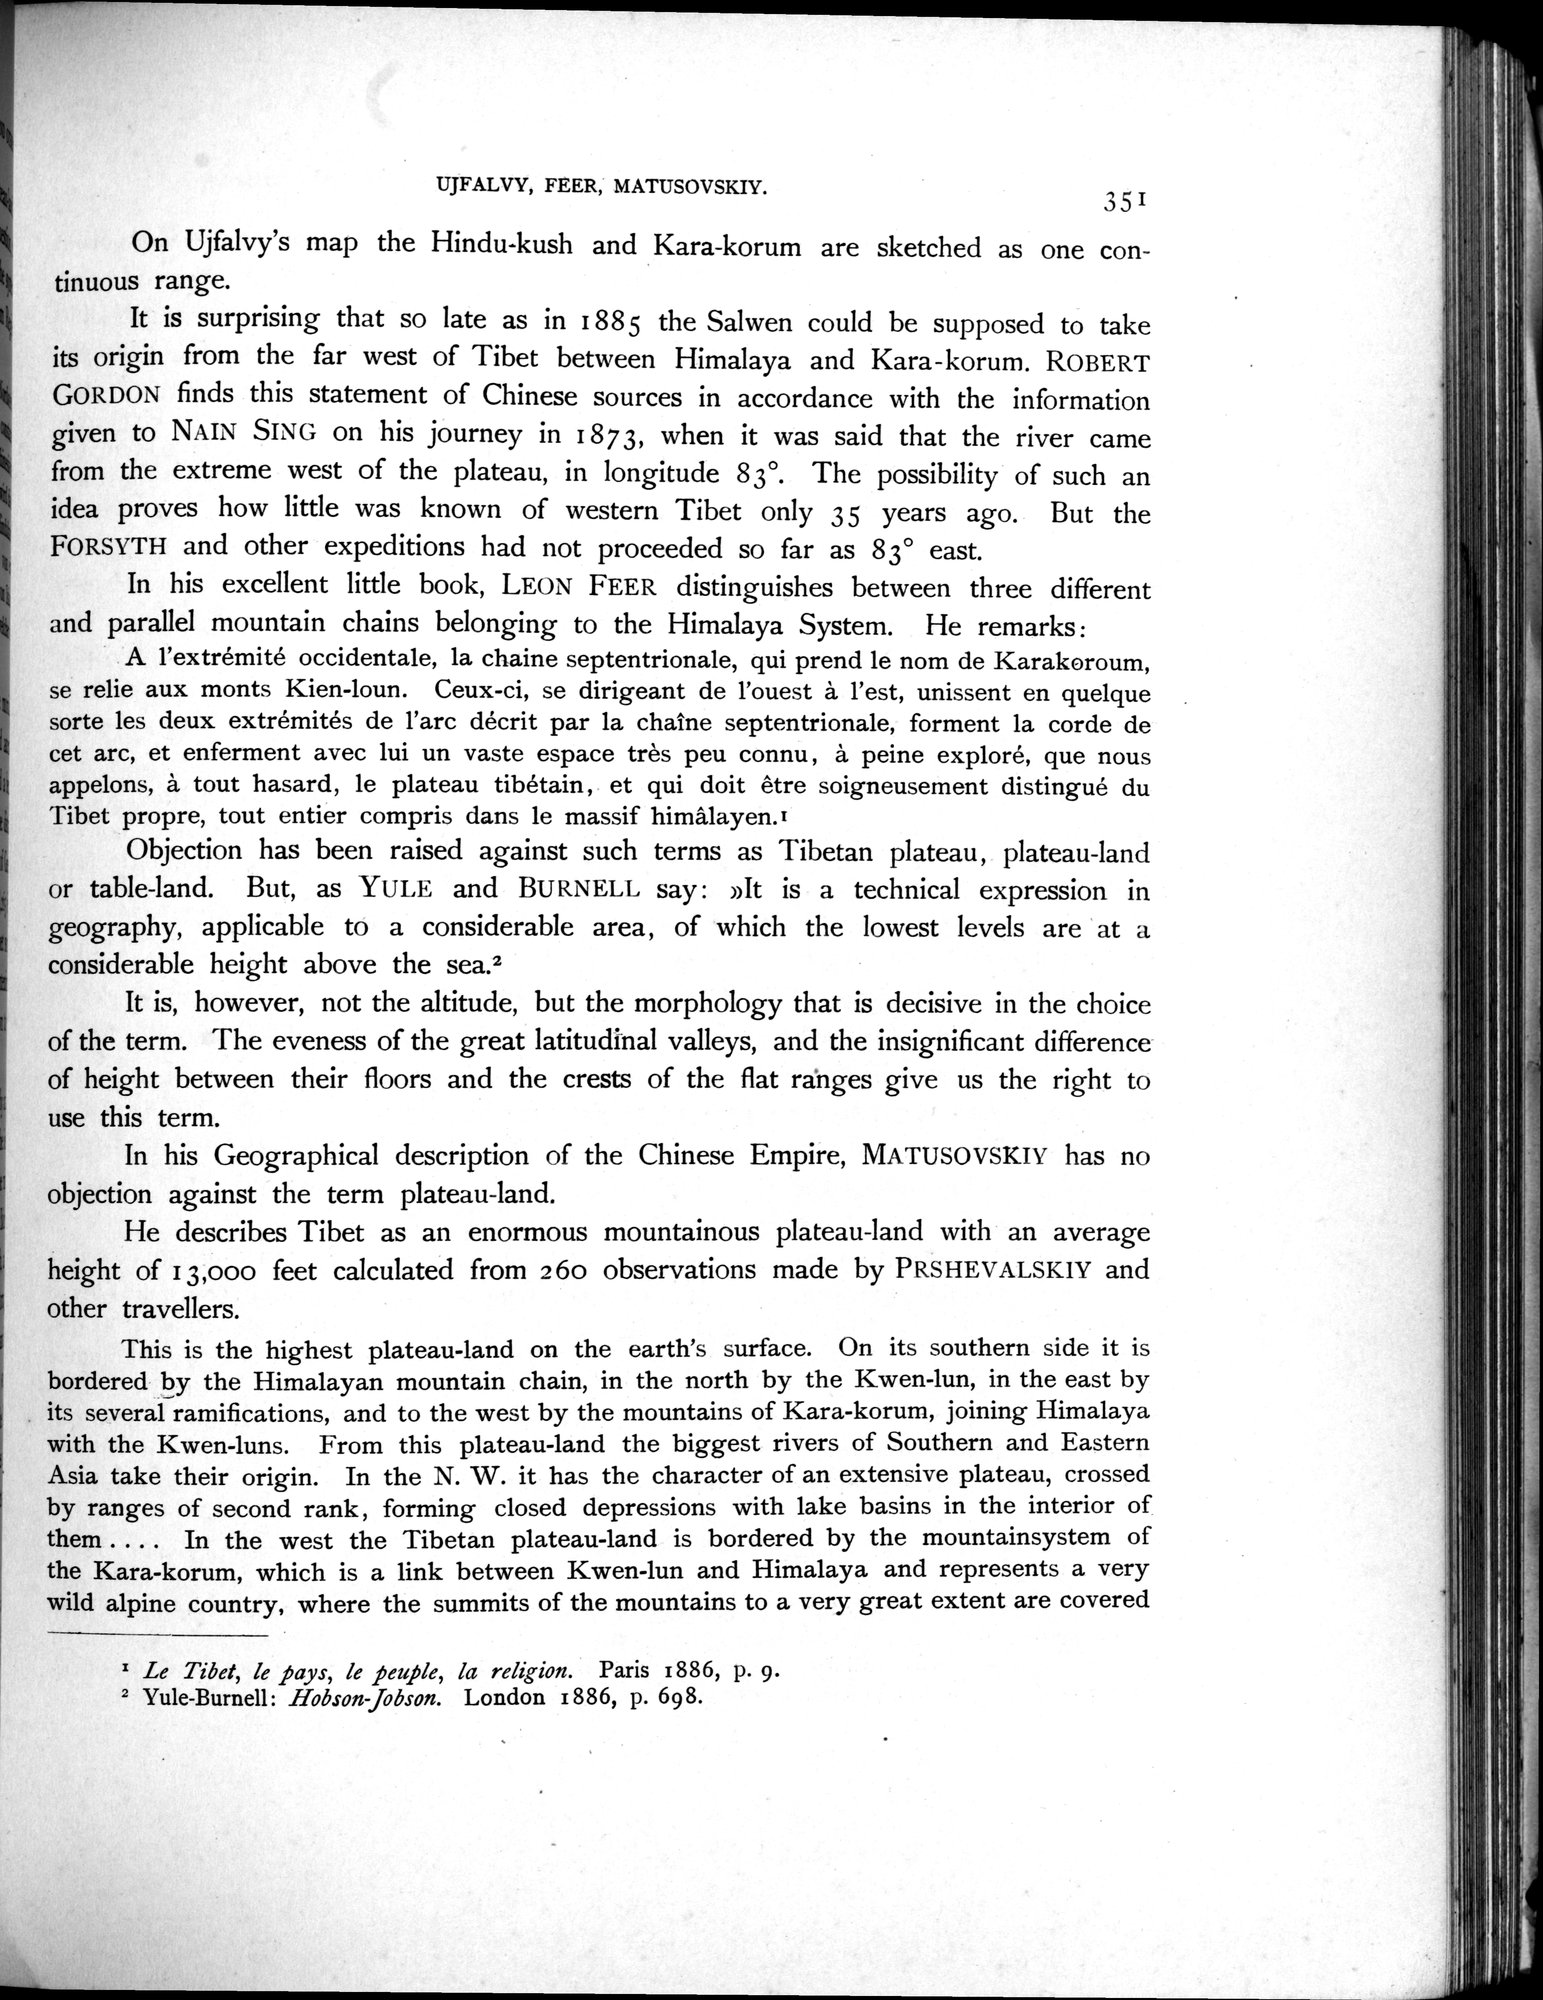 UJFALVY, FEER, MATUSOVSKIY.
351
On Ujfalvy's map the Hindu-kush and Kara-korum are sketched as one con-
tinuous range.
It is surprising that so late as in 1885 the Salwen could be supposed to take
its origin from the far west of Tibet between Himalaya and Kara-korum. ROBERT
GORDON finds this statement of Chinese sources in accordance with the information
given to NAIN SING on his journey in 1873, when it was said that the river came
from the extreme west of the plateau, in longitude 83°. The possibility of such an
idea proves how little was known of western Tibet only 35 years ago. But the
FORSYTH and other expeditions had not proceeded so far as 83° east.
In his excellent little book, LEON FEER distinguishes between three different
and parallel mountain chains belonging to the Himalaya System. He remarks:
A l'extrémité occidentale, la chaine septentrionale, qui prend le nom de Karakoroum,
se relie aux monts Kien-loun. Ceux-ci, se dirigeant de l'ouest à l'est, unissent en quelque
sorte les deux extrémités de l'arc décrit par la chaîne septentrionale, forment la corde de
cet arc, et enferment avec lui un vaste espace très peu connu, à peine exploré, que nous
appelons, à tout hasard, le plateau tibétain, et qui doit être soigneusement distingué du
Tibet propre, tout entier compris dans le massif himâlayen.¹
Objection has been raised against such terms as Tibetan plateau, plateau-land
or table-land. But, as YULE and BURNELL say: »It is a technical expression in
geography, applicable to a considerable area, of which the lowest levels are at a
considerable height above the sea.²
It is, however, not the altitude, but the morphology that is decisive in the choice
of the term. The eveness of the great latitudinal valleys, and the insignificant difference
of height between their floors and the crests of the flat ranges give us the right to
use this term.
In his Geographical description of the Chinese Empire, MATUSOVSKIY has no
objection against the term plateau-land.
He describes Tibet as an enormous mountainous plateau-land with an average
height of 13,000 feet calculated from 260 observations made by PRSHEVALSKIY and
other travellers.
This is the highest plateau-land on the earth's surface. On its southern side it is
bordered by the Himalayan mountain chain, in the north by the Kwen-lun, in the east by
its several ramifications, and to the west by the mountains of Kara-korum, joining Himalaya
with the Kwen-luns. From this plateau-land the biggest rivers of Southern and Eastern
Asia take their origin. In the N. W. it has the character of an extensive plateau, crossed
by ranges of second rank, forming closed depressions with lake basins in the interior of
them .... In the west the Tibetan plateau-land is bordered by the mountainsystem of
the Kara-korum, which is a link between Kwen-lun and Himalaya and represents a very
wild alpine country, where the summits of the mountains to a very great extent are covered
¹ Le Tibet, le pays, le peuple, la religion. Paris 1886, p. 9.
² Yule-Burnell: Hobson-Jobson. London 1886, p. 698.